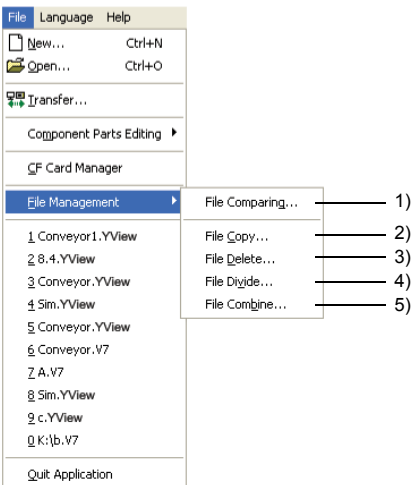 File Language Help
New... Ctrl+N
Open... Ctrl+O
Transfer...
Component Parts Editing
CF Card Manager
File Management
File Comparing... 1)
File Copy... 2)
File Delete... 3)
File Divide... 4)
File Combine... 5)
1 Conveyor1.YView
2 8.4.YView
3 Conveyor.YView
4 Sim.YView
5 Conveyor.YView
6 Conveyor.V7
7 A.V7
8 Sim.YView
9 c.YView
0 K:\b.V7
Quit Application